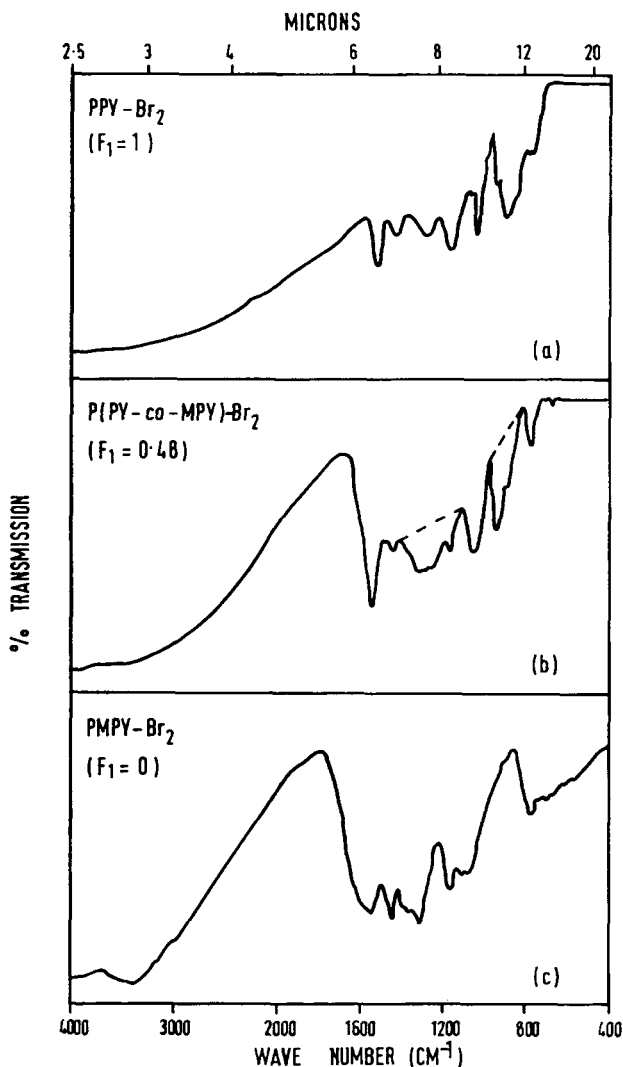 MICRONS
2·5 3 4 6 8 12 20
PPY-Br2
(F1=1)
(a)
P(PY-co-MPY)-Br2
(F1=0·48)
(b)
% TRANSMISSION
PMPY-Br2
(F1=0)
(c)
4000 3000 2000 1600 1200 800 400
WAVE NUMBER (CM-1)